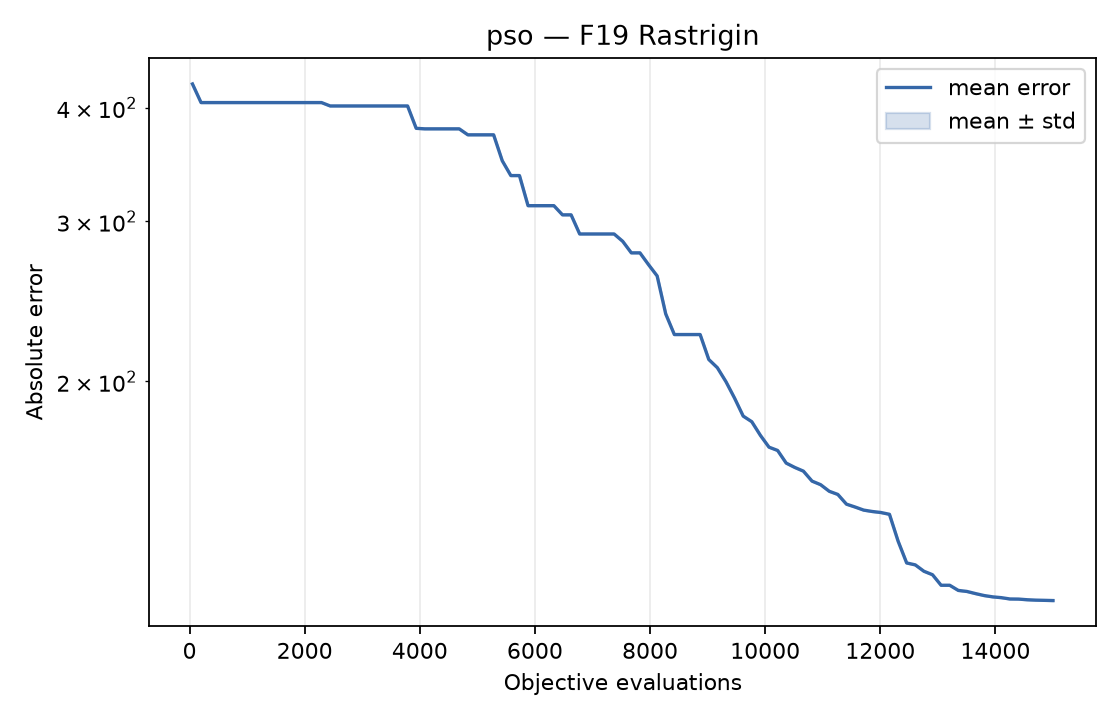 pso — F19 Rastrigin
mean error
mean ± std
Absolute error
4 × 10²
3 × 10²
2 × 10²
0 2000 4000 6000 8000 10000 12000 14000
Objective evaluations